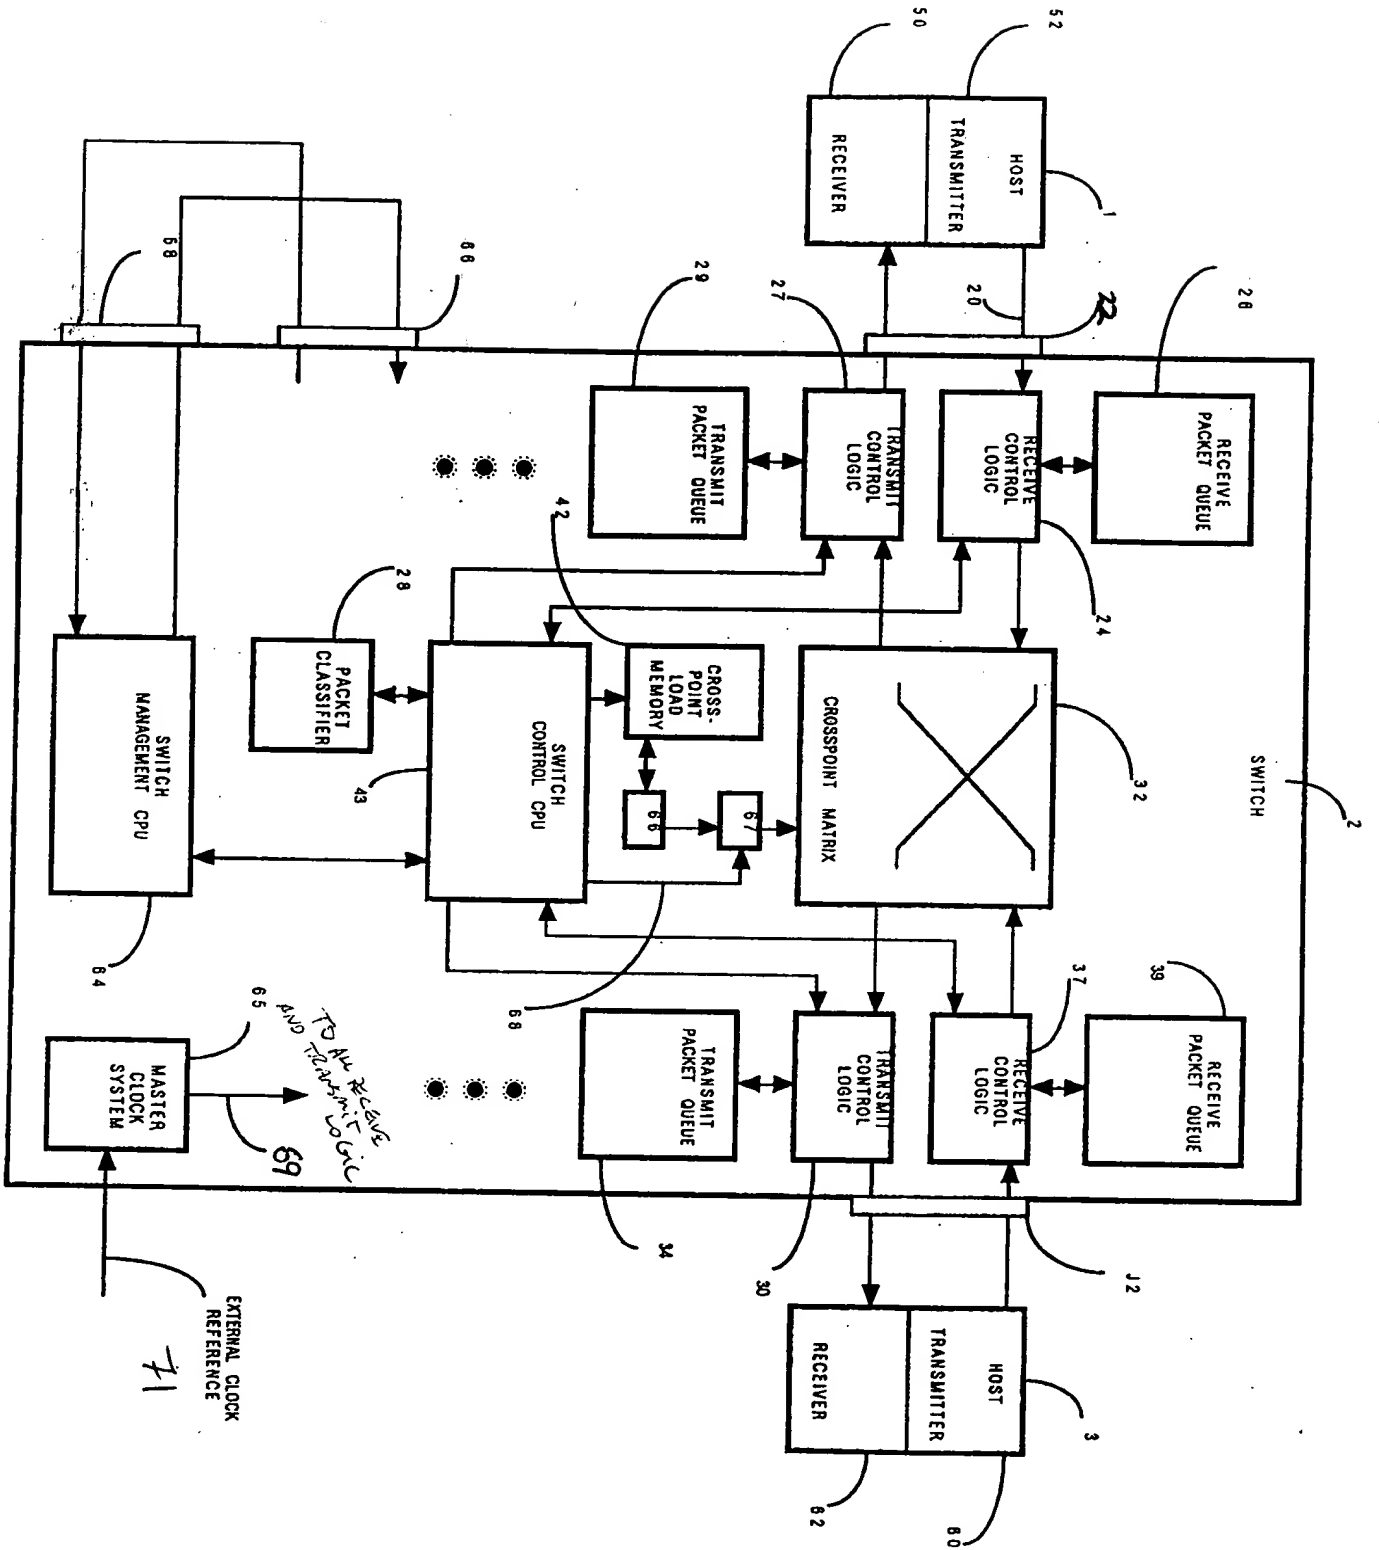 SWITCH
2
52
50
HOST
TRANSMITTER
RECEIVER
1
20
22
26
RECEIVE
PACKET QUEUE
RECEIVE
CONTROL
LOGIC
24
27
TRANSMIT
CONTROL
LOGIC
29
TRANSMIT
PACKET QUEUE
32
CROSSPOINT MATRIX
39
RECEIVE
PACKET QUEUE
37
RECEIVE
CONTROL
LOGIC
TRANSMIT
CONTROL
LOGIC
30
TRANSMIT
PACKET QUEUE
34
J2
HOST
TRANSMITTER
RECEIVER
3
60
62
42
CROSS-
POINT
LOAD
MEMORY
66
67
68
SWITCH
CONTROL CPU
43
28
PACKET
CLASSIFIER
66
68
SWITCH
MANAGEMENT CPU
64
65
MASTER
CLOCK
SYSTEM
TO ALL RECEIVE
AND TRANSMIT
LOGIC
69
EXTERNAL CLOCK
REFERENCE
71